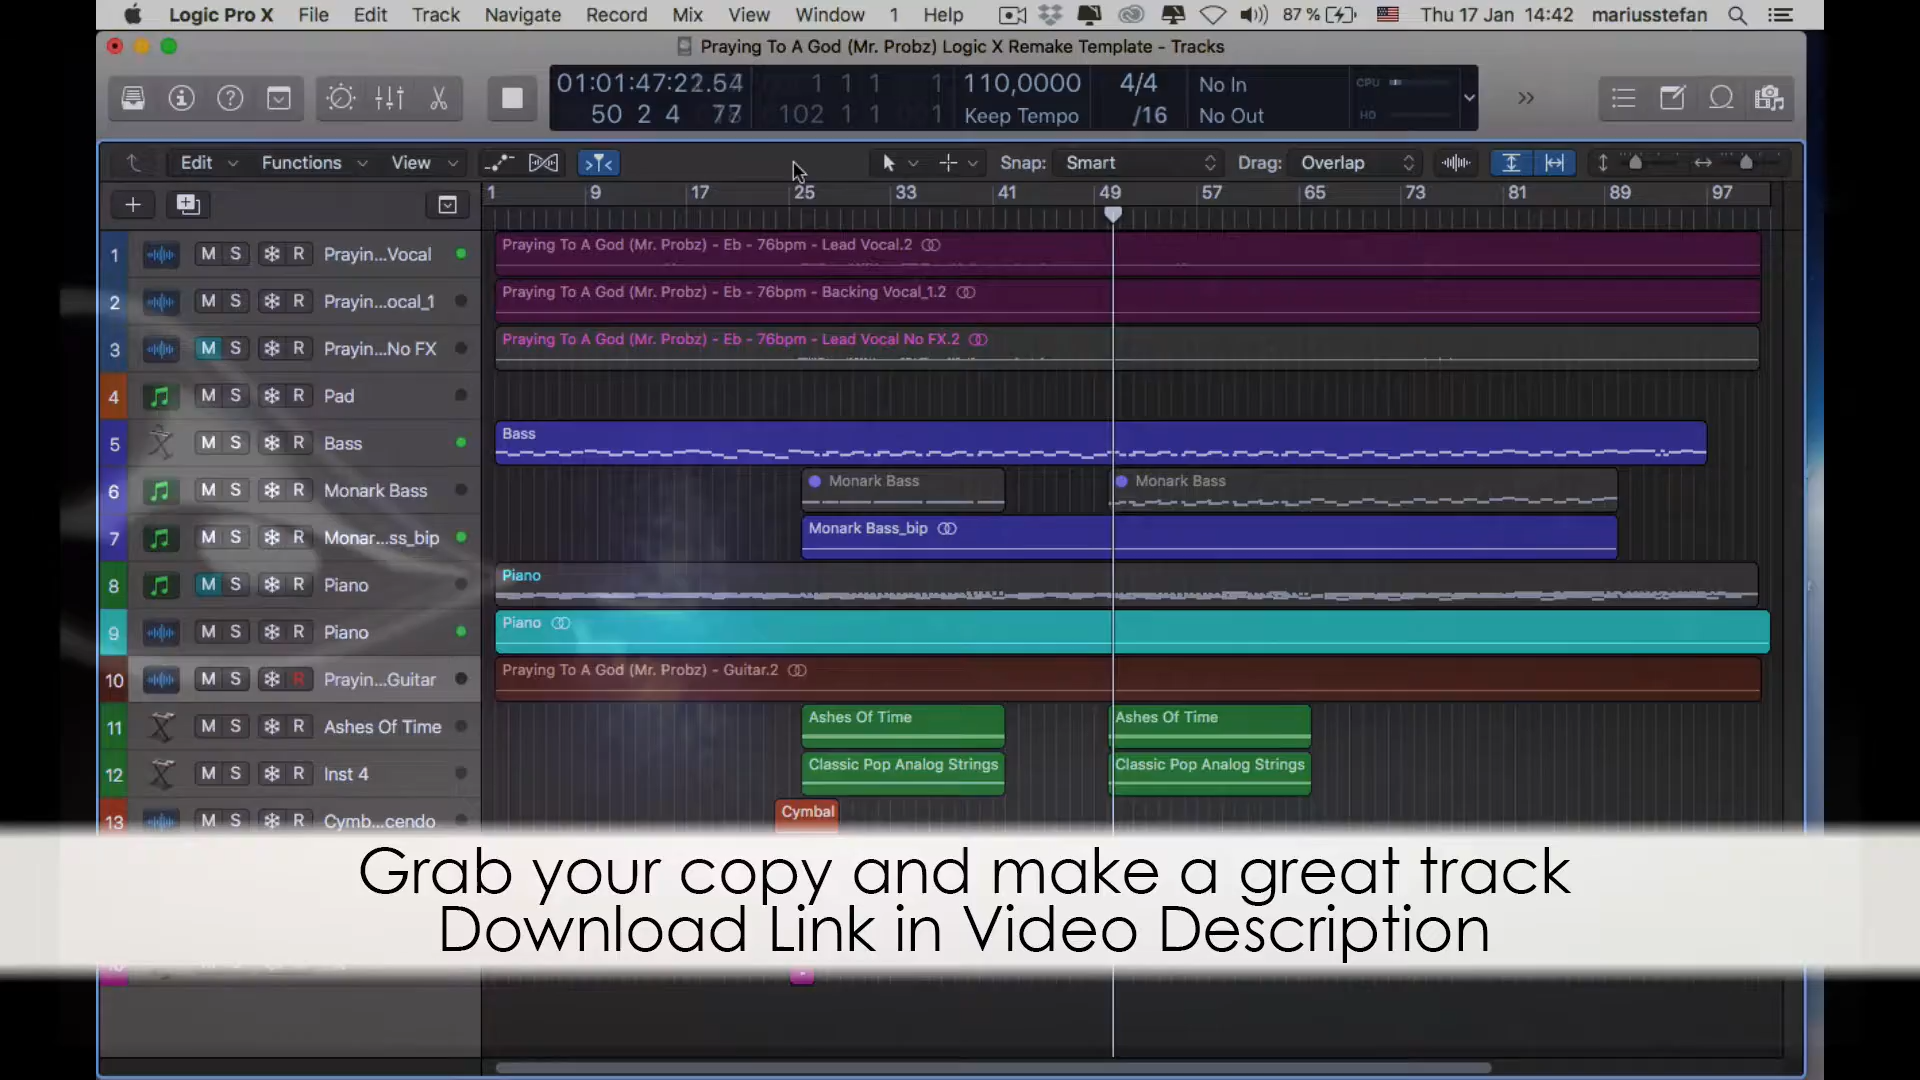 Logic Pro X File Edit Track Navigate Record Mix View Window 1 Help 87 % Thu 17 Jan 14:42 mariusstefan
Praying To A God (Mr. Probz) Logic X Remake Template - Tracks
01:01:47:22.54 1 1 1 1 110,0000 4/4 No In CPU
50 2 4 102 1 1 1 Keep Tempo /16 No Out HD
Edit Functions View Snap: Smart Drag: Overlap
1 9 17 25 33 41 49 57 65 73 81 89 97
1 M S R Prayin...Vocal Praying To A God (Mr. Probz) - Eb - 76bpm - Lead Vocal.2
2 M S R Prayin...ocal_1 Praying To A God (Mr. Probz) - Eb - 76bpm - Backing Vocal_1.2
3 M S R Prayin...No FX Praying To A God (Mr. Probz) - Eb - 76bpm - Lead Vocal No FX.2
4 M S R Pad
5 M S R Bass Bass
6 M S R Monark Bass Monark Bass Monark Bass
7 M S R Monar...ss_bip Monark Bass_bip
8 M S R Piano Piano
9 M S R Piano Piano
10 M S R Prayin...Guitar Praying To A God (Mr. Probz) - Guitar.2
11 M S R Ashes Of Time Ashes Of Time Ashes Of Time
12 M S R Inst 4 Classic Pop Analog Strings Classic Pop Analog Strings
13 M S R Cymb...cendo Cymbal
Grab your copy and make a great track
Download Link in Video Description